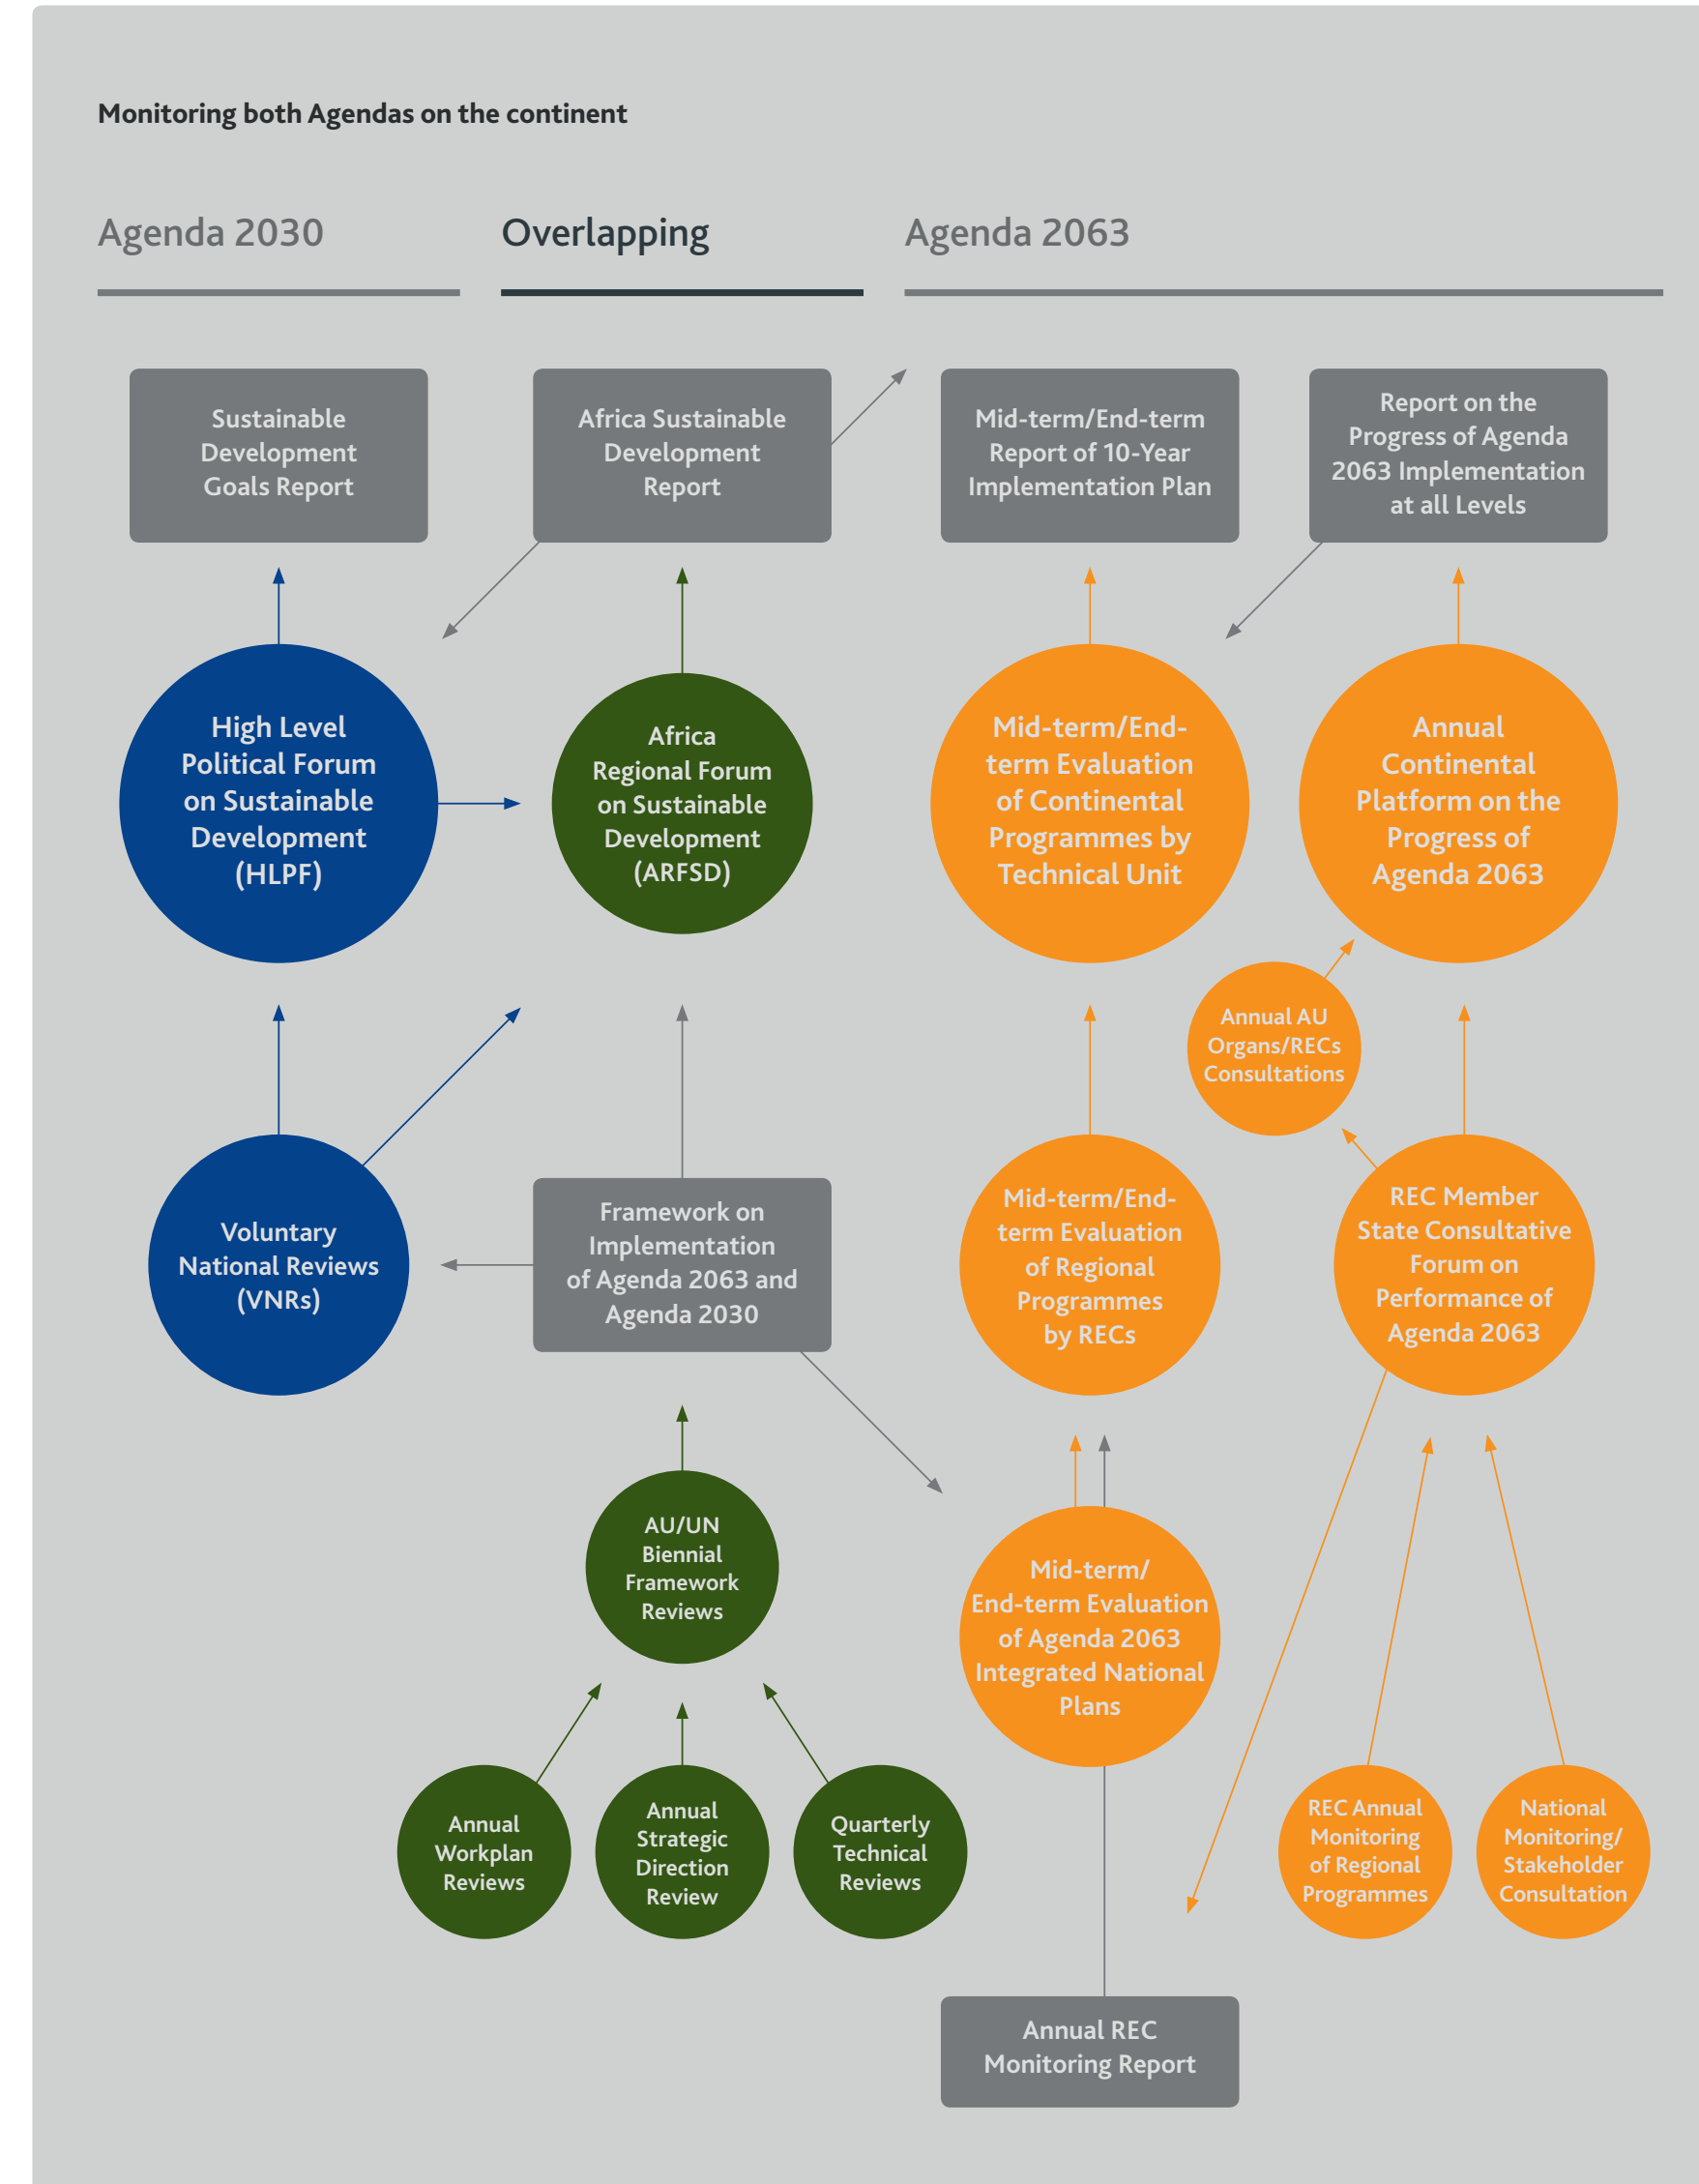 Monitoring both Agendas on the continent
Agenda 2030
Overlapping
Agenda 2063
Sustainable
Development
Goals Report
Africa Sustainable
Development
Report
Mid-term/End-term
Report of 10-Year
Implementation Plan
Report on the
Progress of Agenda
2063 Implementation
at all Levels
High Level
Political Forum
on Sustainable
Development
(HLPF)
Africa
Regional Forum
on Sustainable
Development
(ARFSD)
Mid-term/End-
term Evaluation
of Continental
Programmes by
Technical Unit
Annual
Continental
Platform on the
Progress of
Agenda 2063
Annual AU
Organs/RECs
Consultations
Voluntary
National Reviews
(VNRs)
Framework on
Implementation
of Agenda 2063 and
Agenda 2030
Mid-term/End-
term Evaluation
of Regional
Programmes
by RECs
REC Member
State Consultative
Forum on
Performance of
Agenda 2063
AU/UN
Biennial
Framework
Reviews
Mid-term/
End-term Evaluation
of Agenda 2063
Integrated National
Plans
Annual
Workplan
Reviews
Annual
Strategic
Direction
Review
Quarterly
Technical
Reviews
REC Annual
Monitoring
of Regional
Programmes
National
Monitoring/
Stakeholder
Consultation
Annual REC
Monitoring Report